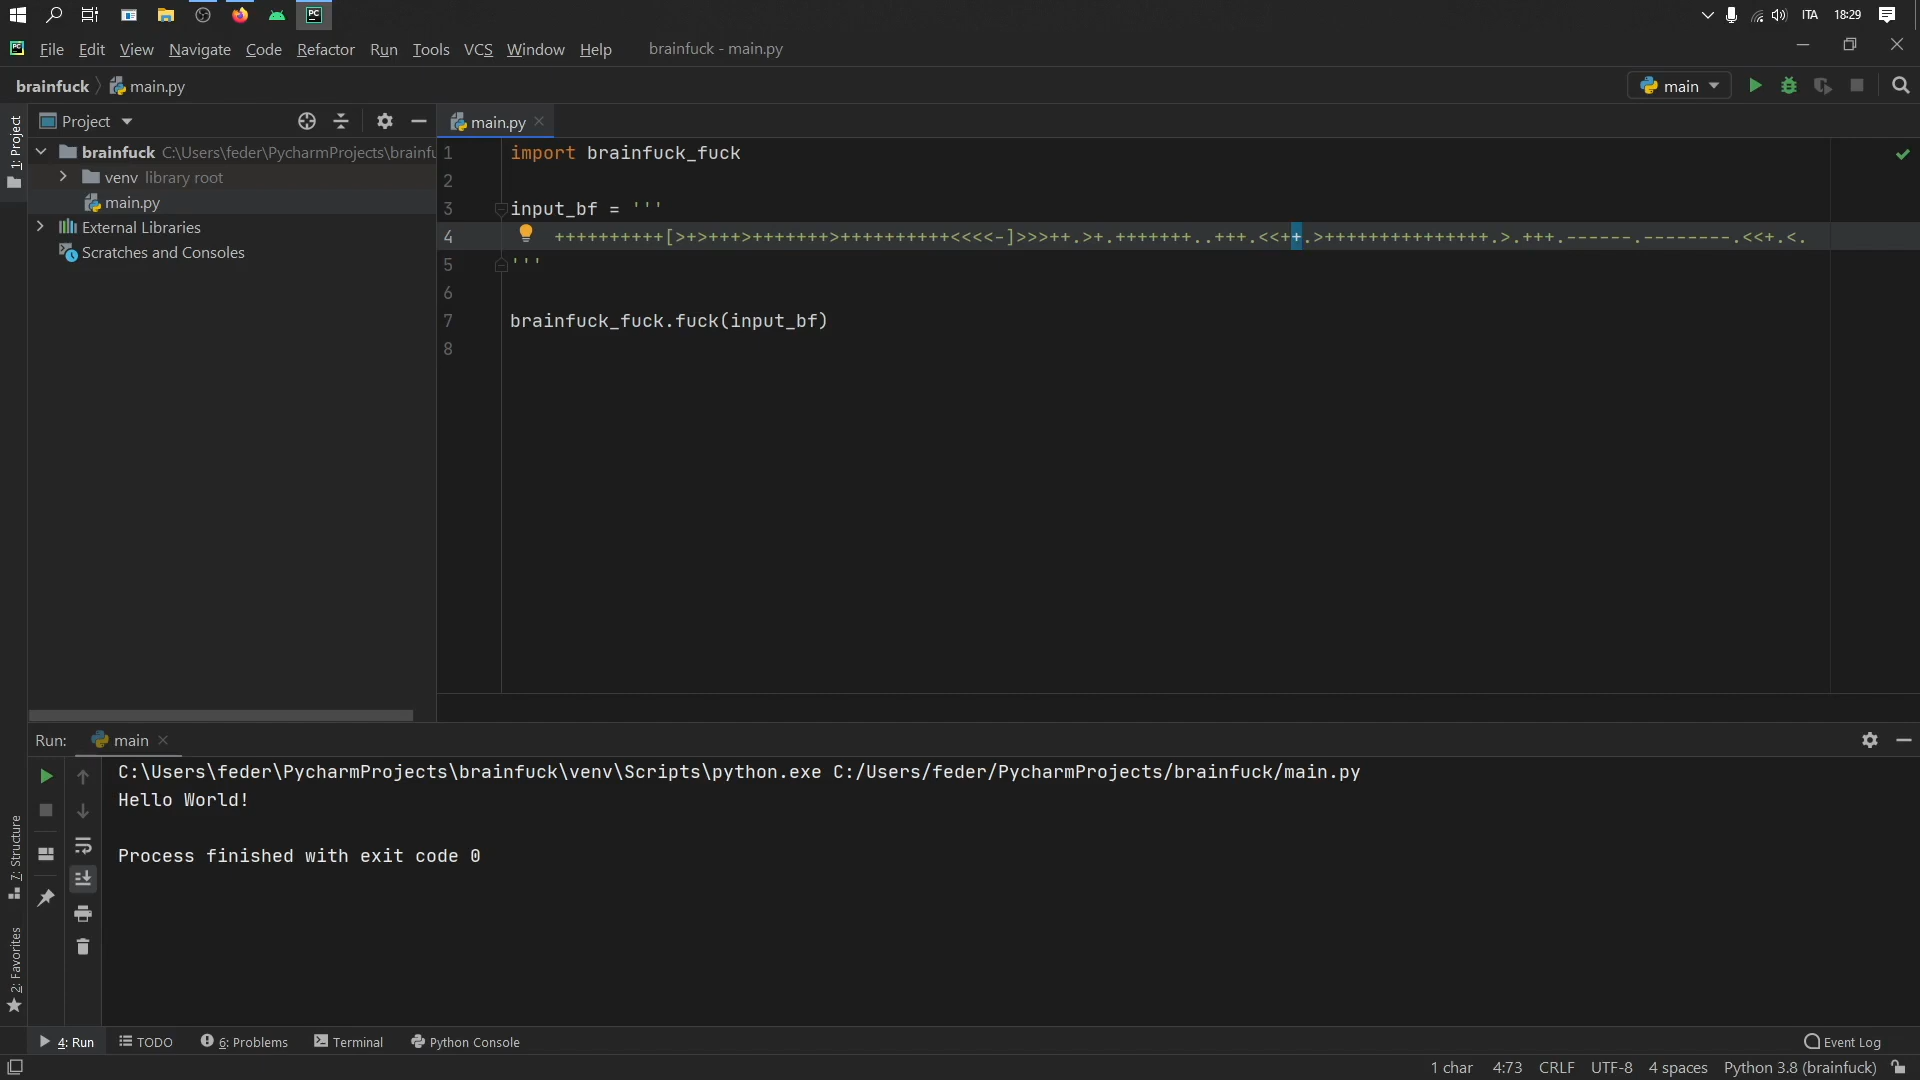 ITA 18:29
File Edit View Navigate Code Refactor Run Tools VCS Window Help brainfuck - main.py
brainfuck main.py main
1: Project
Project
main.py
brainfuck C:\Users\feder\PycharmProjects\brainfu
venv library root
main.py
External Libraries
Scratches and Consoles
1 import brainfuck_fuck
2
3 input_bf = '''
4 ++++++++++[>+>+++>+++++++>++++++++++<<<<-]>>>++.>+.+++++++..+++.<<++.>+++++++++++++++.>.+++.------.--------.<<+.<.
5 '''
6
7 brainfuck_fuck.fuck(input_bf)
8
Run: main
C:\Users\feder\PycharmProjects\brainfuck\venv\Scripts\python.exe C:/Users/feder/PycharmProjects/brainfuck/main.py
Hello World!
Process finished with exit code 0
7: Structure
2: Favorites
4: Run TODO 6: Problems Terminal Python Console Event Log
1 char 4:73 CRLF UTF-8 4 spaces Python 3.8 (brainfuck)